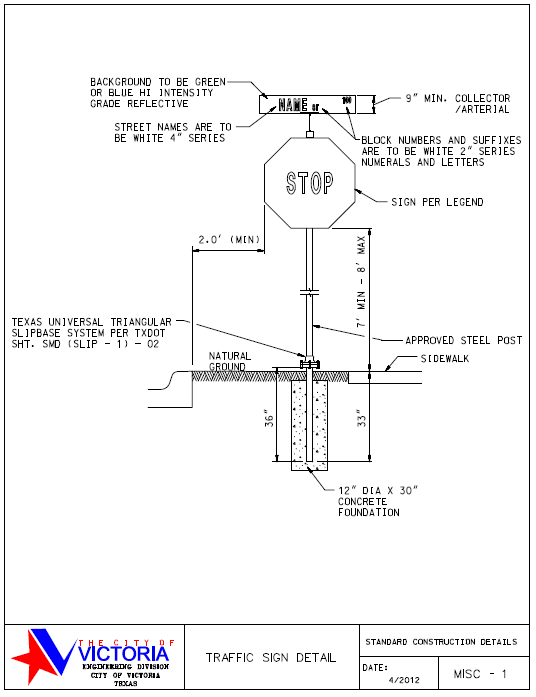 BACKGROUND TO BE GREEN
OR BLUE HI INTENSITY
GRADE REFLECTIVE
NAME or 100
9" MIN. COLLECTOR
/ARTERIAL
STREET NAMES ARE TO
BE WHITE 4" SERIES
BLOCK NUMBERS AND SUFFIXES
ARE TO BE WHITE 2" SERIES
NUMERALS AND LETTERS
STOP
SIGN PER LEGEND
2.0' (MIN)
7' MIN - 8' MAX
TEXAS UNIVERSAL TRIANGULAR
SLIPBASE SYSTEM PER TXDOT
SHT. SMD (SLIP - 1) - 02
APPROVED STEEL POST
NATURAL
GROUND
SIDEWALK
36"
33"
12" DIA X 30"
CONCRETE
FOUNDATION
THE CITY OF
VICTORIA
ENGINEERING DIVISION
CITY OF VICTORIA
TEXAS
TRAFFIC SIGN DETAIL
STANDARD CONSTRUCTION DETAILS
DATE:
4/2012
MISC - 1